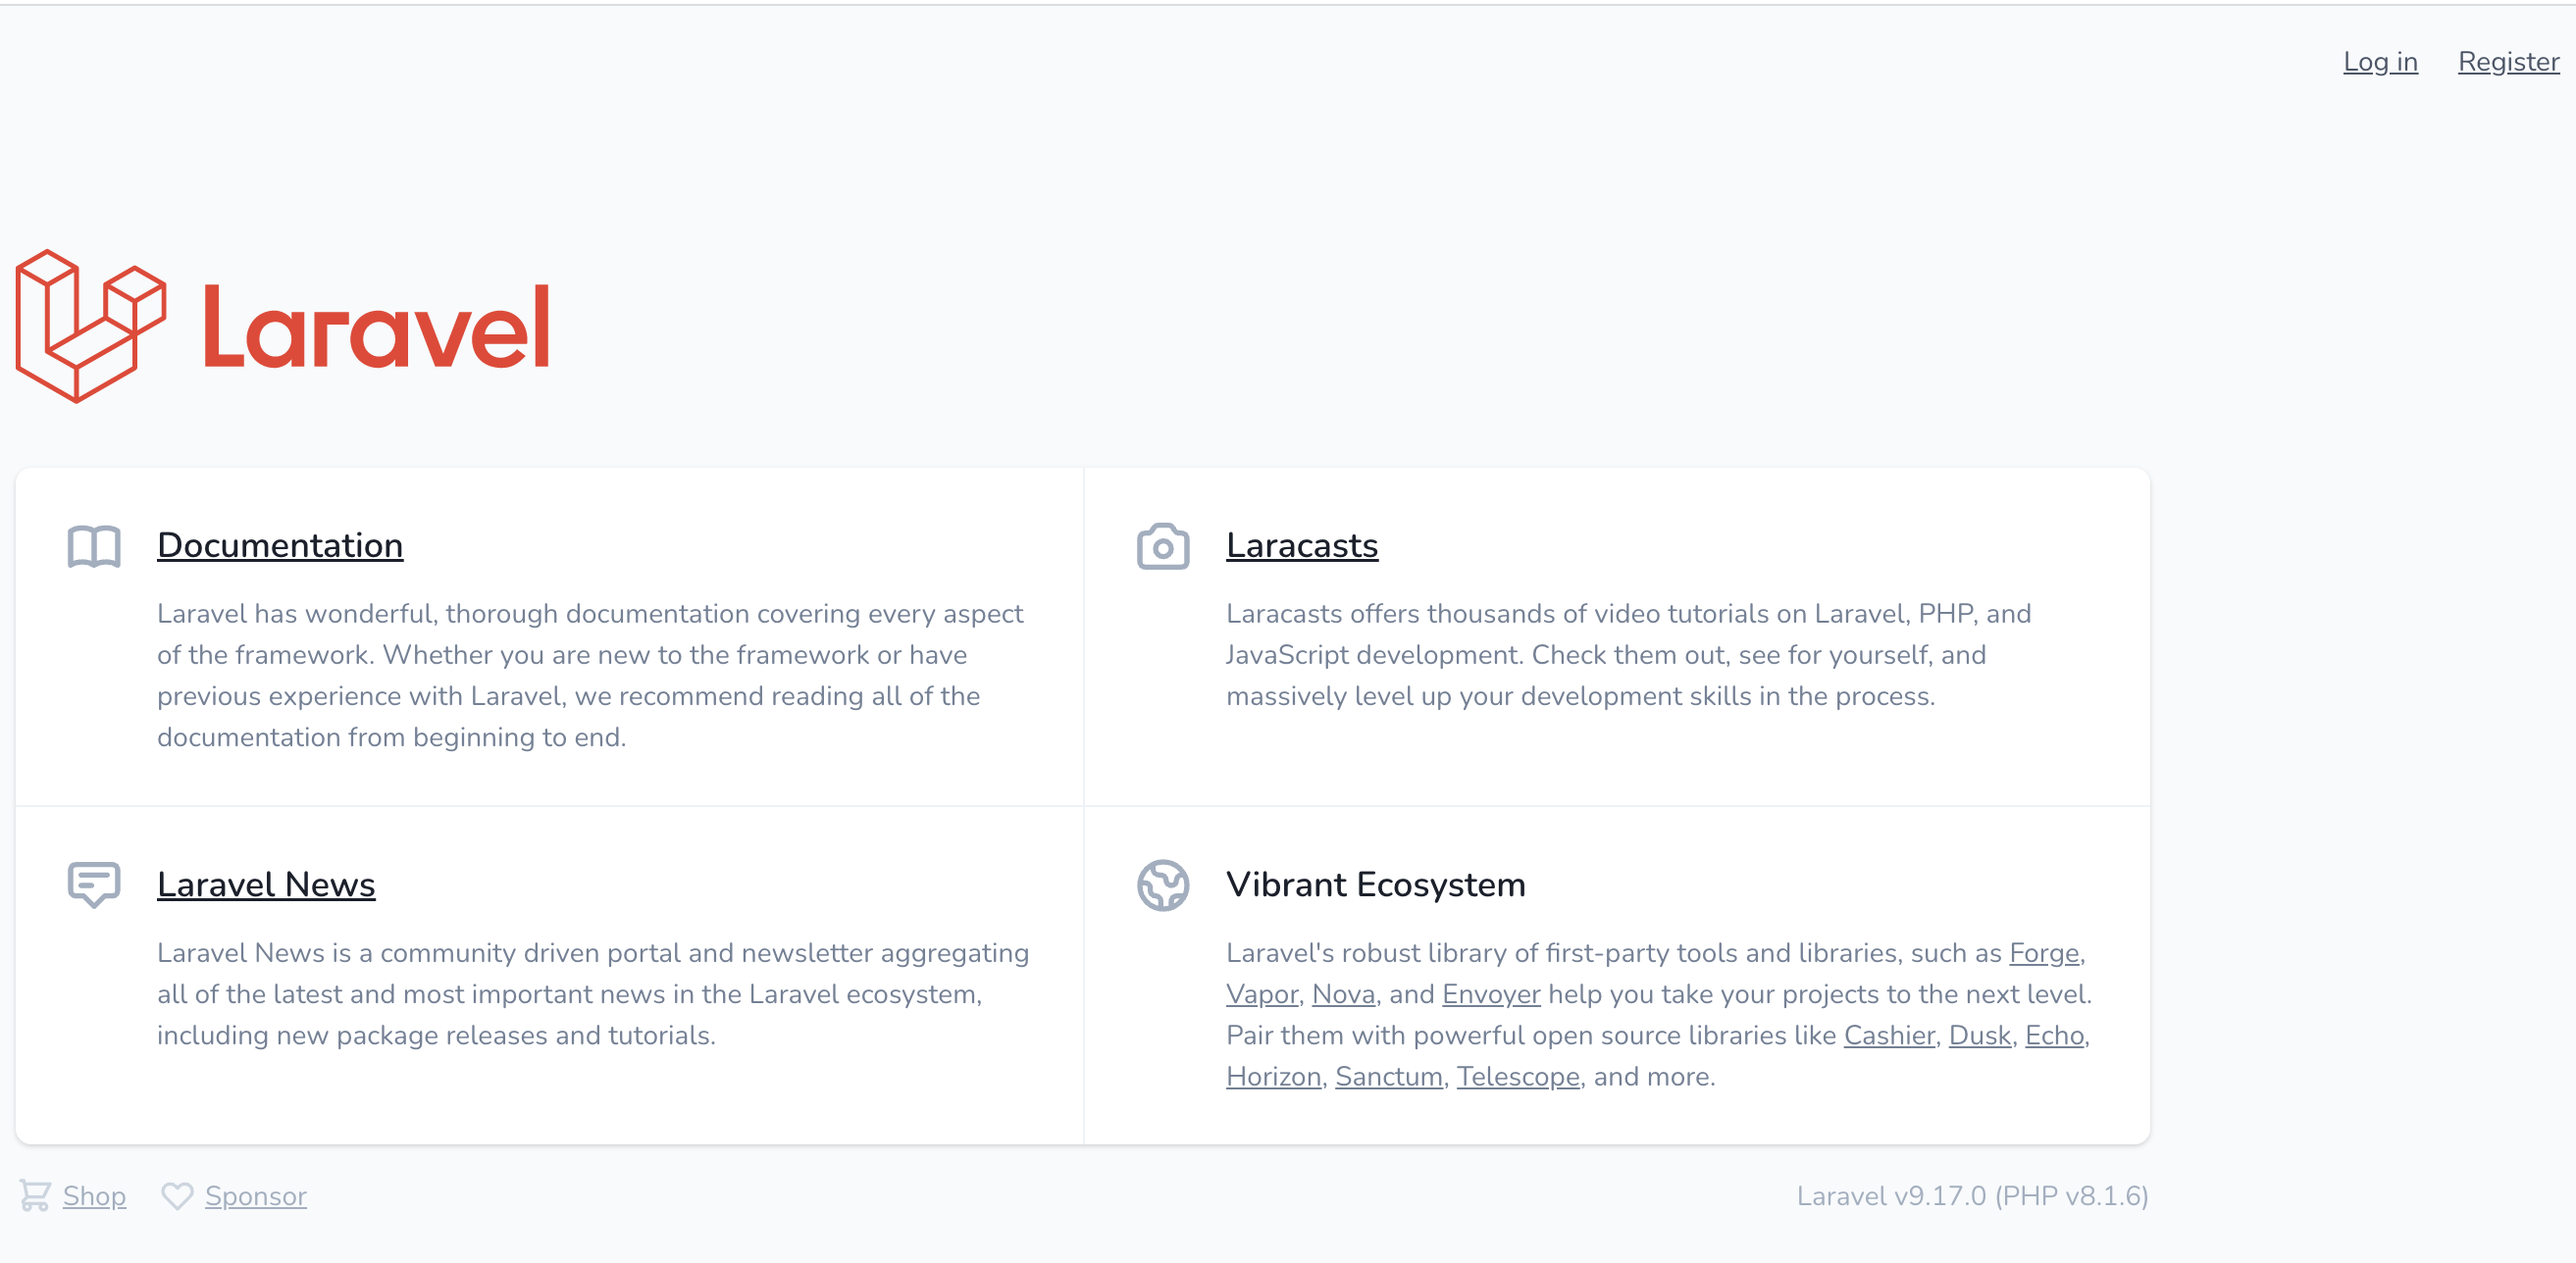 Log in Register
Laravel
Documentation
Laravel has wonderful, thorough documentation covering every aspect
of the framework. Whether you are new to the framework or have
previous experience with Laravel, we recommend reading all of the
documentation from beginning to end.
Laracasts
Laracasts offers thousands of video tutorials on Laravel, PHP, and
JavaScript development. Check them out, see for yourself, and
massively level up your development skills in the process.
Laravel News
Laravel News is a community driven portal and newsletter aggregating
all of the latest and most important news in the Laravel ecosystem,
including new package releases and tutorials.
Vibrant Ecosystem
Laravel's robust library of first-party tools and libraries, such as Forge,
Vapor, Nova, and Envoyer help you take your projects to the next level.
Pair them with powerful open source libraries like Cashier, Dusk, Echo,
Horizon, Sanctum, Telescope, and more.
Shop Sponsor
Laravel v9.17.0 (PHP v8.1.6)